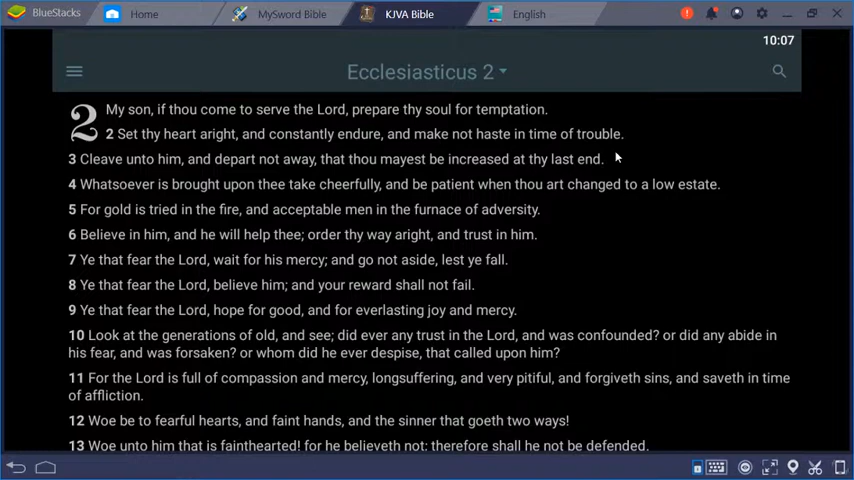 BlueStacks
Home
MySword Bible
KJVA Bible
English
10:07
Ecclesiasticus 2
2 My son, if thou come to serve the Lord, prepare thy soul for temptation.
2 Set thy heart aright, and constantly endure, and make not haste in time of trouble.
3 Cleave unto him, and depart not away, that thou mayest be increased at thy last end.
4 Whatsoever is brought upon thee take cheerfully, and be patient when thou art changed to a low estate.
5 For gold is tried in the fire, and acceptable men in the furnace of adversity.
6 Believe in him, and he will help thee; order thy way aright, and trust in him.
7 Ye that fear the Lord, wait for his mercy; and go not aside, lest ye fall.
8 Ye that fear the Lord, believe him; and your reward shall not fail.
9 Ye that fear the Lord, hope for good, and for everlasting joy and mercy.
10 Look at the generations of old, and see; did ever any trust in the Lord, and was confounded? or did any abide in
his fear, and was forsaken? or whom did he ever despise, that called upon him?
11 For the Lord is full of compassion and mercy, longsuffering, and very pitiful, and forgiveth sins, and saveth in time
of affliction.
12 Woe be to fearful hearts, and faint hands, and the sinner that goeth two ways!
13 Woe unto him that is fainthearted! for he believeth not; therefore shall he not be defended.